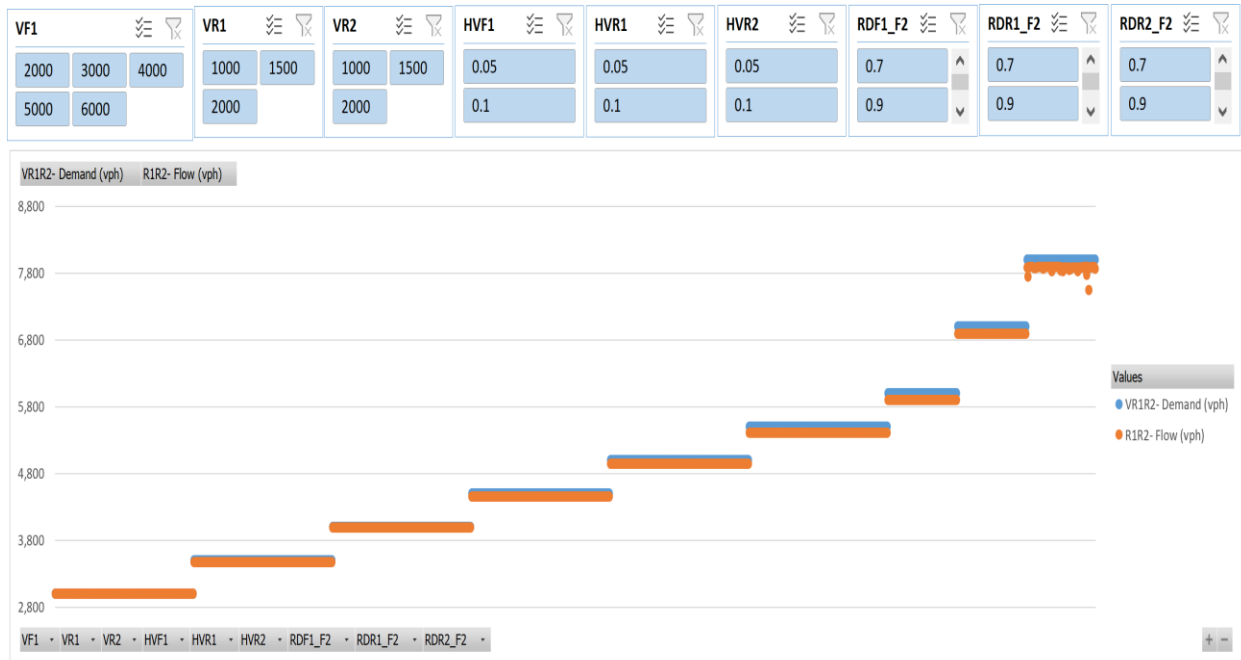 VF1 VR1 VR2 HVF1 HVR1 HVR2 RDF1_F2 RDR1_F2 RDR2_F2
2000 3000 4000 1000 1500 1000 1500 0.05 0.05 0.05 0.7 0.7 0.7
5000 6000 2000 2000 0.1 0.1 0.1 0.9 0.9 0.9
VR1R2- Demand (vph) R1R2- Flow (vph)
8,800
7,800
6,800
5,800
4,800
3,800
2,800
Values
VR1R2- Demand (vph)
R1R2- Flow (vph)
VF1 VR1 VR2 HVF1 HVR1 HVR2 RDF1_F2 RDR1_F2 RDR2_F2
+ −